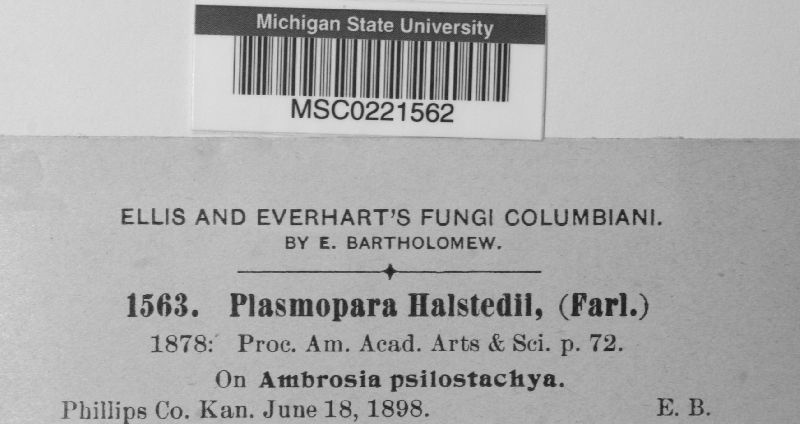 Michigan State University
MSC0221562
ELLIS AND EVERHART'S FUNGI COLUMBIANI.
BY E. BARTHOLOMEW.
1563. Plasmopara Halstedii, (Farl.)
1878: Proc. Am. Acad. Arts & Sci. p. 72.
On Ambrosia psilostachya.
Phillips Co. Kan. June 18, 1898. E. B.